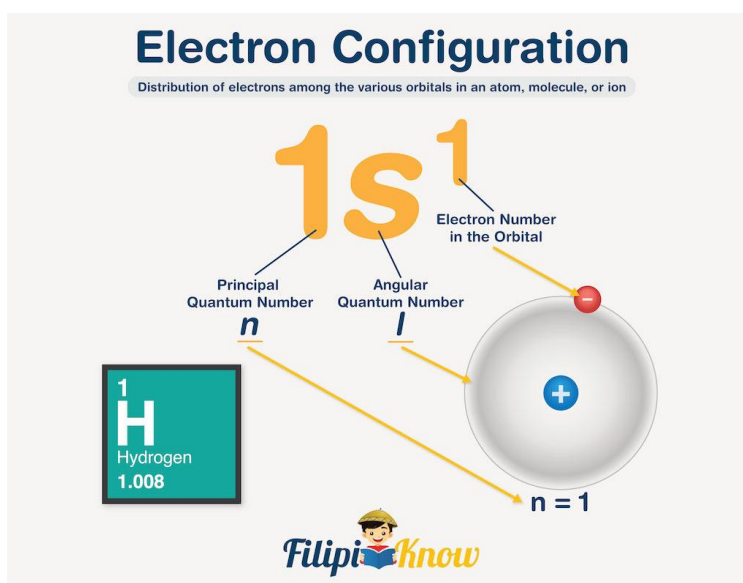 Electron Configuration
Distribution of electrons among the various orbitals in an atom, molecule, or ion
1s¹
Electron Number
in the Orbital
Principal
Quantum Number
n
Angular
Quantum Number
l
−
+
1
H
Hydrogen
1.008
n = 1
FilipiKnow